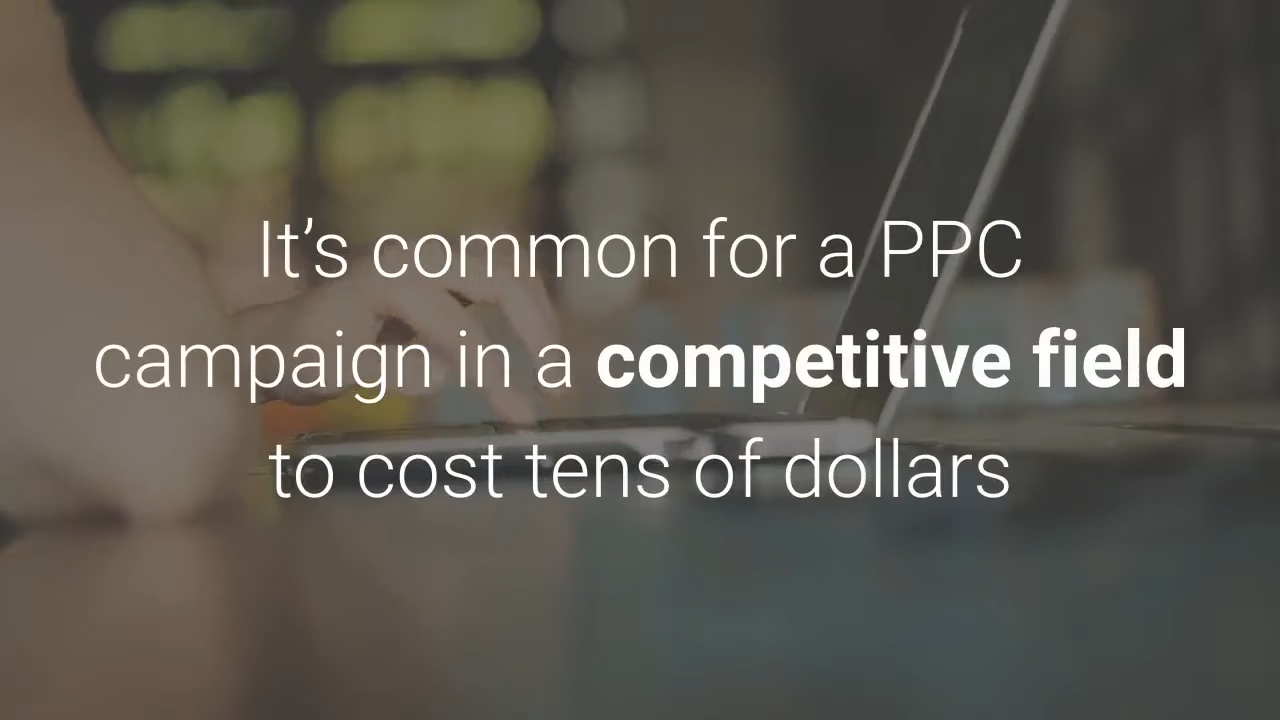 It’s common for a PPC
campaign in a competitive field
to cost tens of dollars